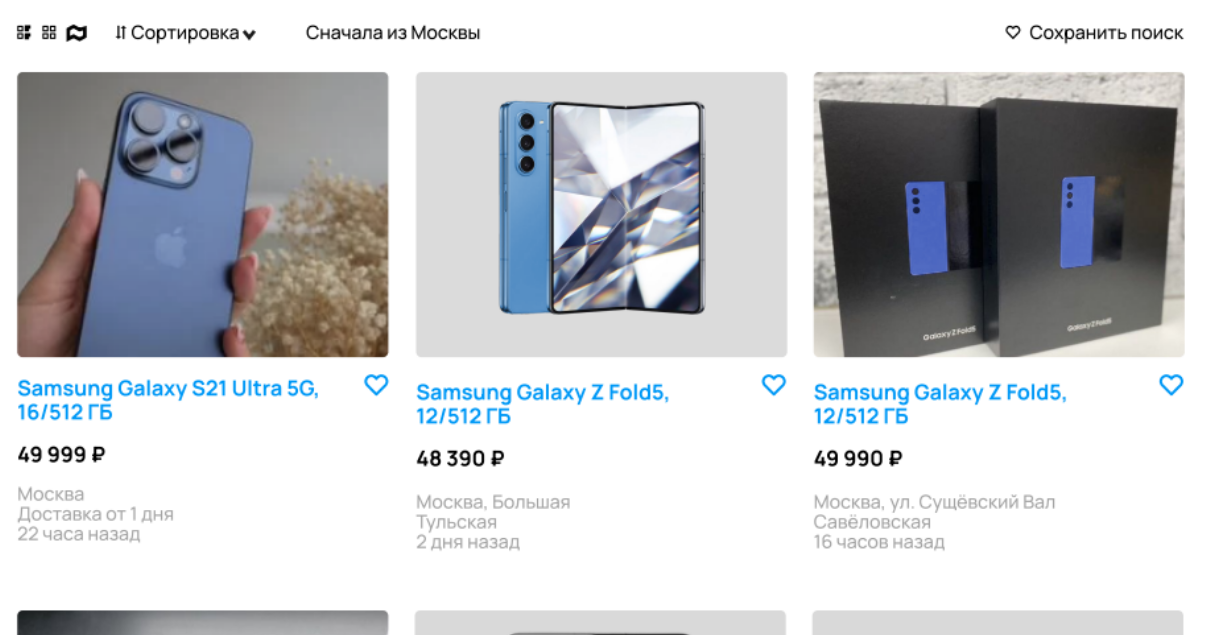 Сортировка
Сначала из Москвы
Сохранить поиск
Galaxy Z Fold5
Galaxy Z Fold5
Samsung Galaxy S21 Ultra 5G,
16/512 ГБ
49 999 ₽
Москва
Доставка от 1 дня
22 часа назад
Samsung Galaxy Z Fold5,
12/512 ГБ
48 390 ₽
Москва, Большая
Тульская
2 дня назад
Samsung Galaxy Z Fold5,
12/512 ГБ
49 990 ₽
Москва, ул. Сущёвский Вал
Савёловская
16 часов назад